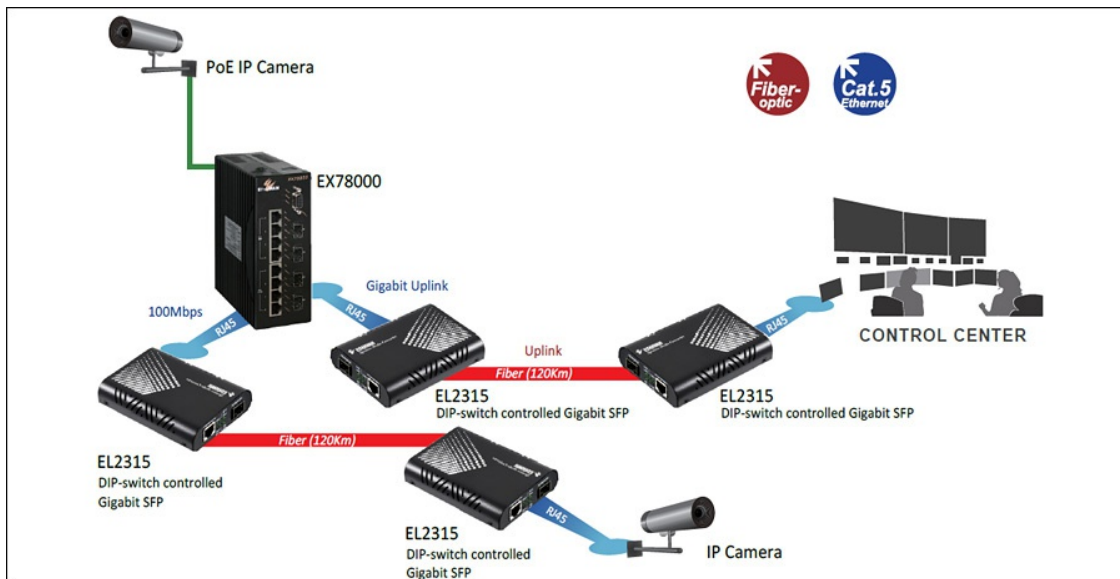 PoE IP Camera
Fiber-
optic
Cat.5
Ethernet
EX78000
Gigabit Uplink
100Mbps
RJ45
RJ45
RJ45
CONTROL CENTER
Uplink
Fiber (120Km)
EL2315
DIP-switch controlled Gigabit SFP
EL2315
DIP-switch controlled Gigabit SFP
Fiber (120Km)
EL2315
DIP-switch controlled
Gigabit SFP
RJ45
EL2315
DIP-switch controlled
Gigabit SFP
IP Camera